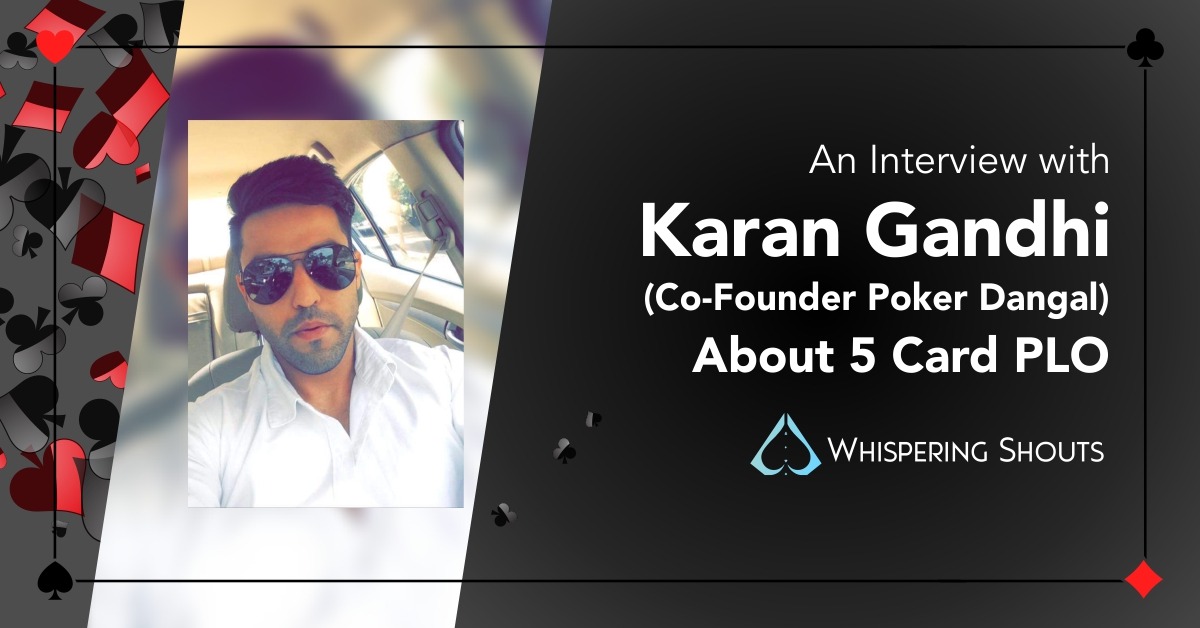 An Interview with
Karan Gandhi
(Co-Founder Poker Dangal)
About 5 Card PLO
Whispering Shouts